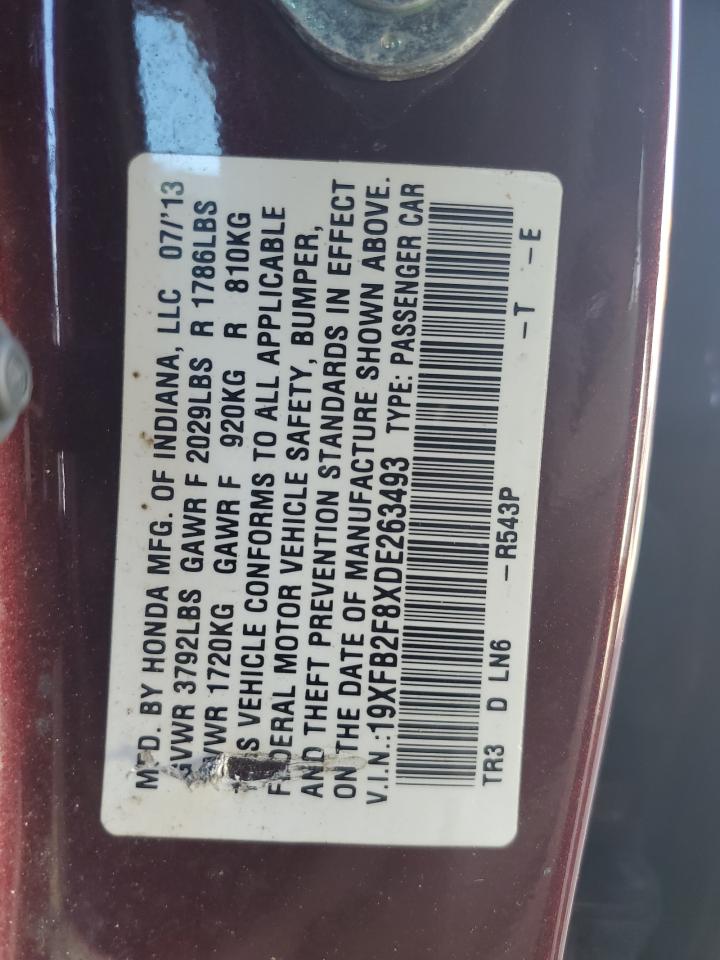 MFD. BY HONDA MFG. OF INDIANA, LLC 07/'13
GVWR 3792LBS GAWR F 2029LBS R 1786LBS
GVWR 1720KG GAWR F 920KG R 810KG
VEHICLE CONFORMS TO ALL APPLICABLE
FEDERAL MOTOR VEHICLE SAFETY, BUMPER,
AND THEFT PREVENTION STANDARDS IN EFFECT
ON THE DATE OF MANUFACTURE SHOWN ABOVE.
V.I.N.:19XFB2F8XDE263493 TYPE: PASSENGER CAR
TR3 D LN6 –R543P –T –E